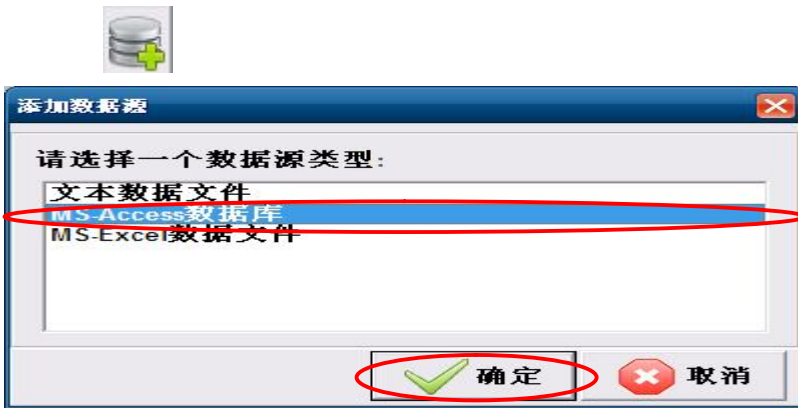 添加数据源
请选择一个数据源类型:
文本数据文件
MS-Access数据库
MS-Excel数据文件
确定
取消